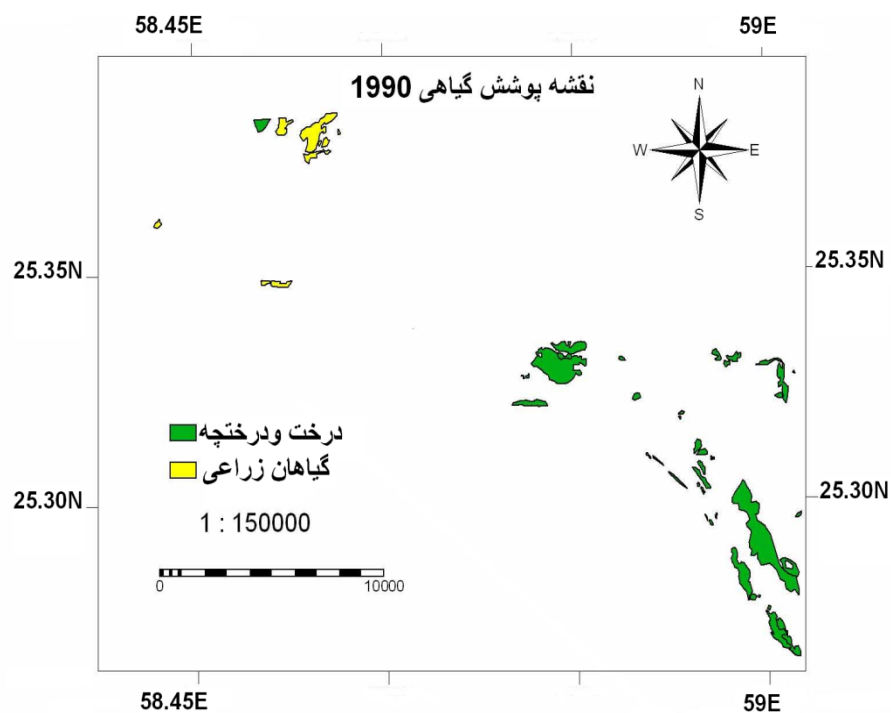 58.45E
59E
نقشه پوشش گیاهی 1990
N
W
E
S
25.35N
25.35N
درخت ودرختچه
گیاهان زراعی
25.30N
25.30N
1 : 150000
0
10000
58.45E
59E